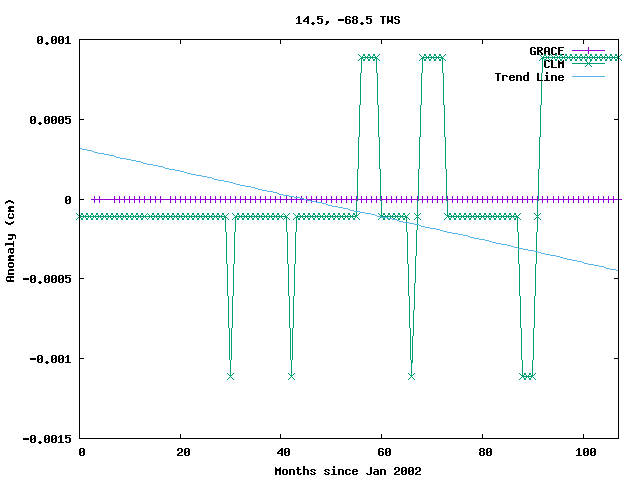 14.5, -68.5 TWS
0.001
0.0005
0
-0.0005
-0.001
-0.0015
Anomaly (cm)
GRACE
CLM
Trend Line
0 20 40 60 80 100
Months since Jan 2002